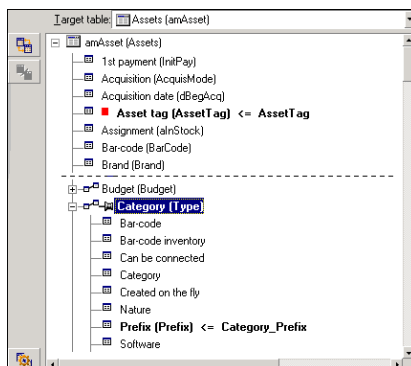 Target table: Assets (amAsset)
amAsset (Assets)
1st payment (InitPay)
Acquisition (AcquisMode)
Acquisition date (dBegAcq)
Asset tag (AssetTag) <= AssetTag
Assignment (aInStock)
Bar-code (BarCode)
Brand (Brand)
Budget (Budget)
Category (Type)
Bar-code
Bar-code inventory
Can be connected
Category
Created on the fly
Nature
Prefix (Prefix) <= Category_Prefix
Software